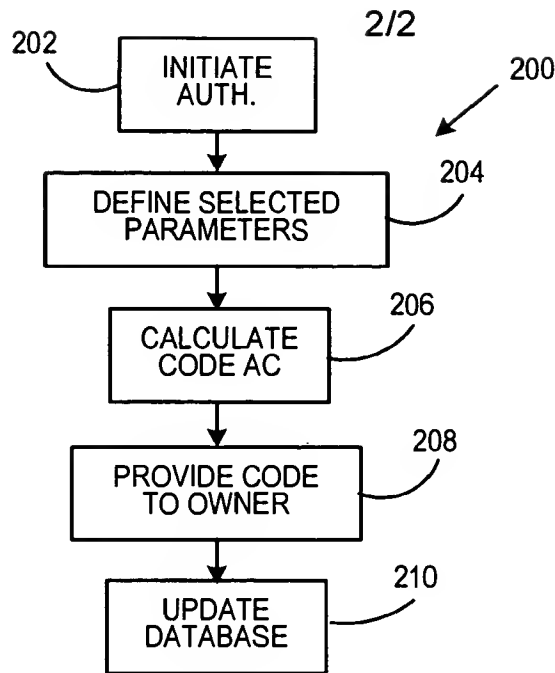 2/2
202
INITIATE
AUTH.
200
204
DEFINE SELECTED
PARAMETERS
206
CALCULATE
CODE AC
208
PROVIDE CODE
TO OWNER
210
UPDATE
DATABASE